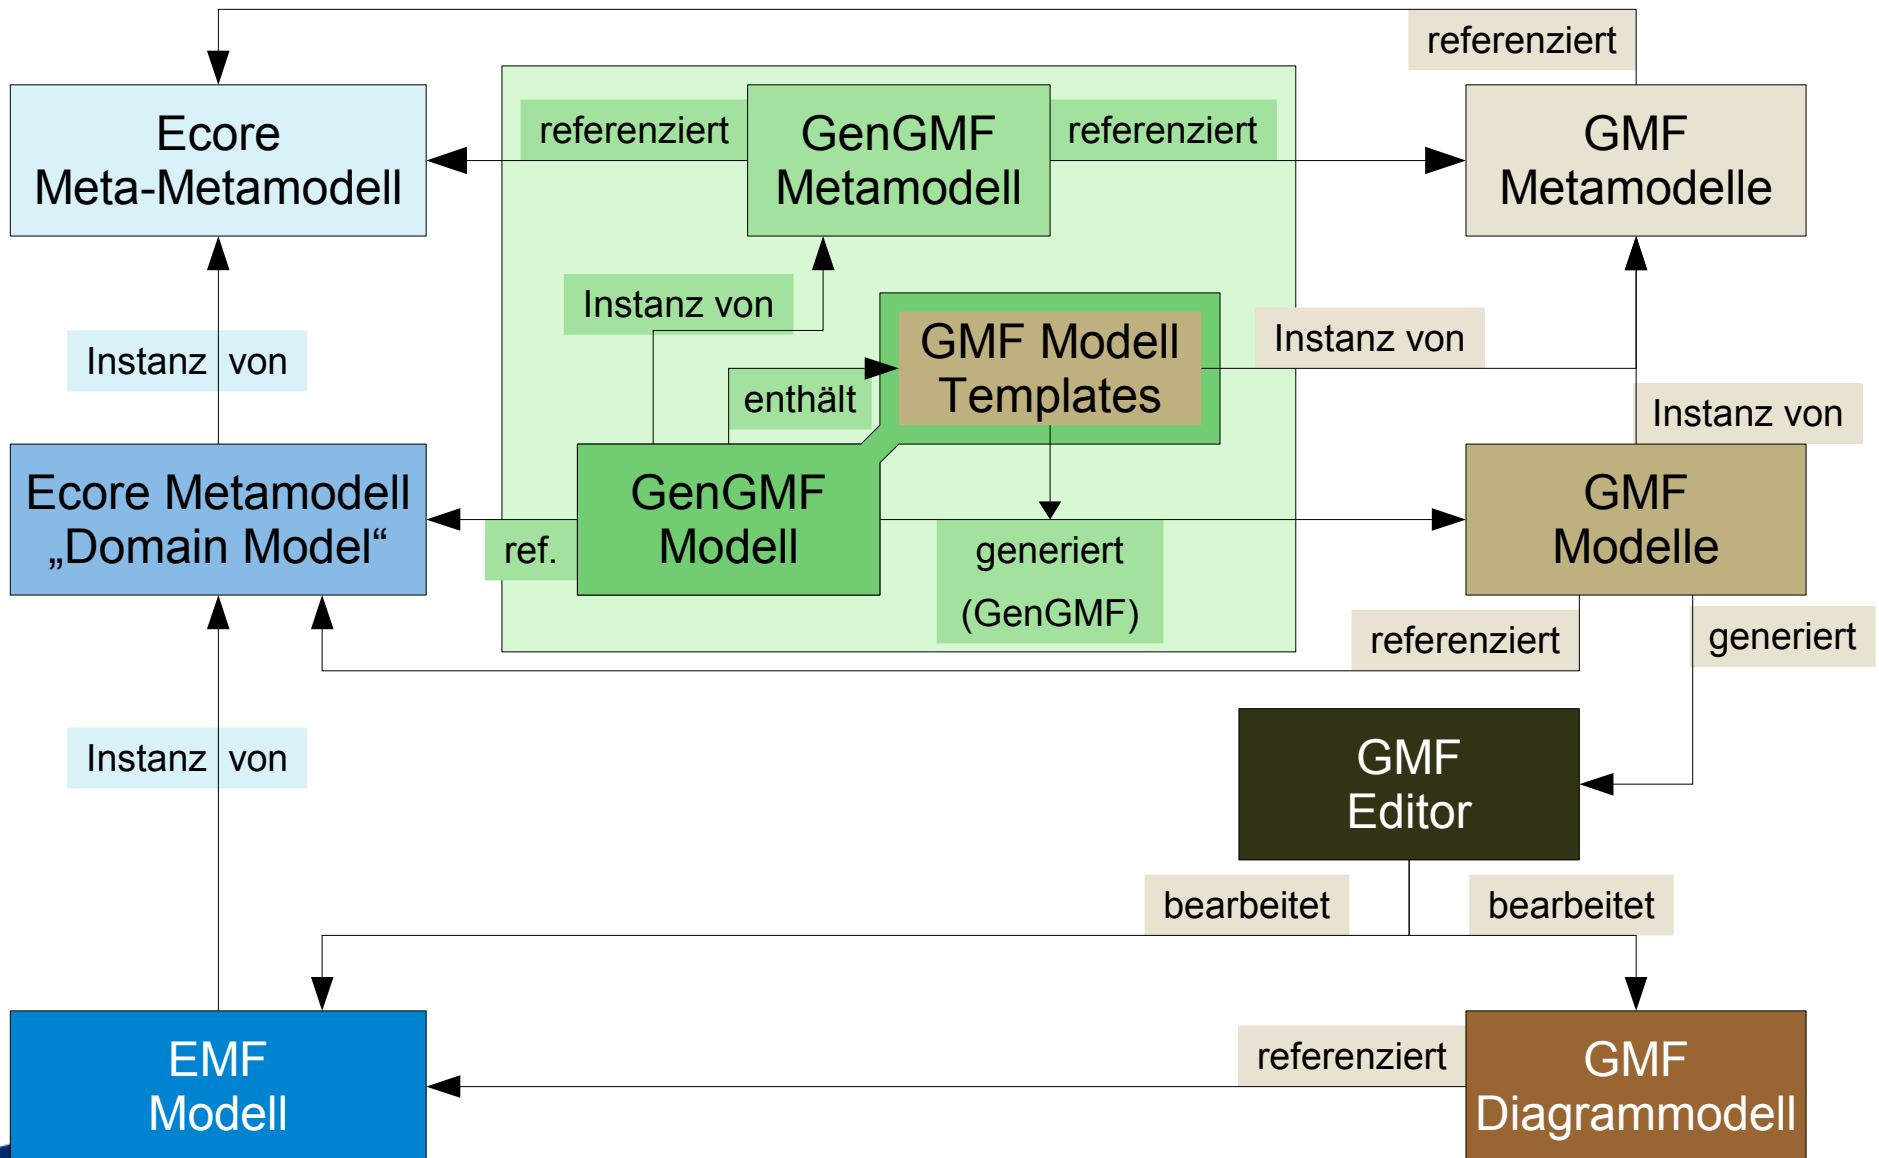 referenziert
Ecore
Meta-Metamodell
referenziert
GenGMF
Metamodell
referenziert
GMF
Metamodelle
Instanz von
Instanz von
enthält
GMF Modell
Templates
Instanz von
Instanz von
Ecore Metamodell
„Domain Model“
ref.
GenGMF
Modell
generiert
(GenGMF)
GMF
Modelle
referenziert
generiert
Instanz von
GMF
Editor
bearbeitet
bearbeitet
EMF
Modell
referenziert
GMF
Diagrammodell